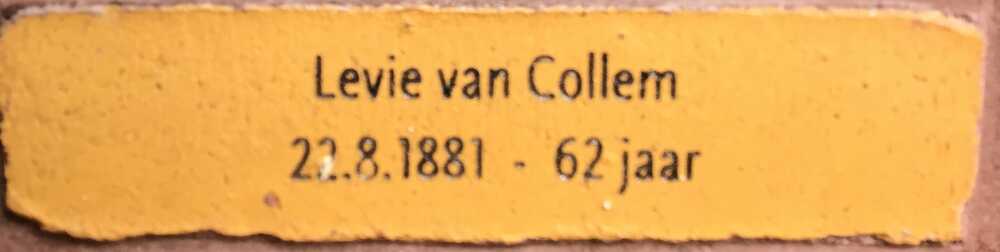 Levie van Collem
22.8.1881 - 62 jaar